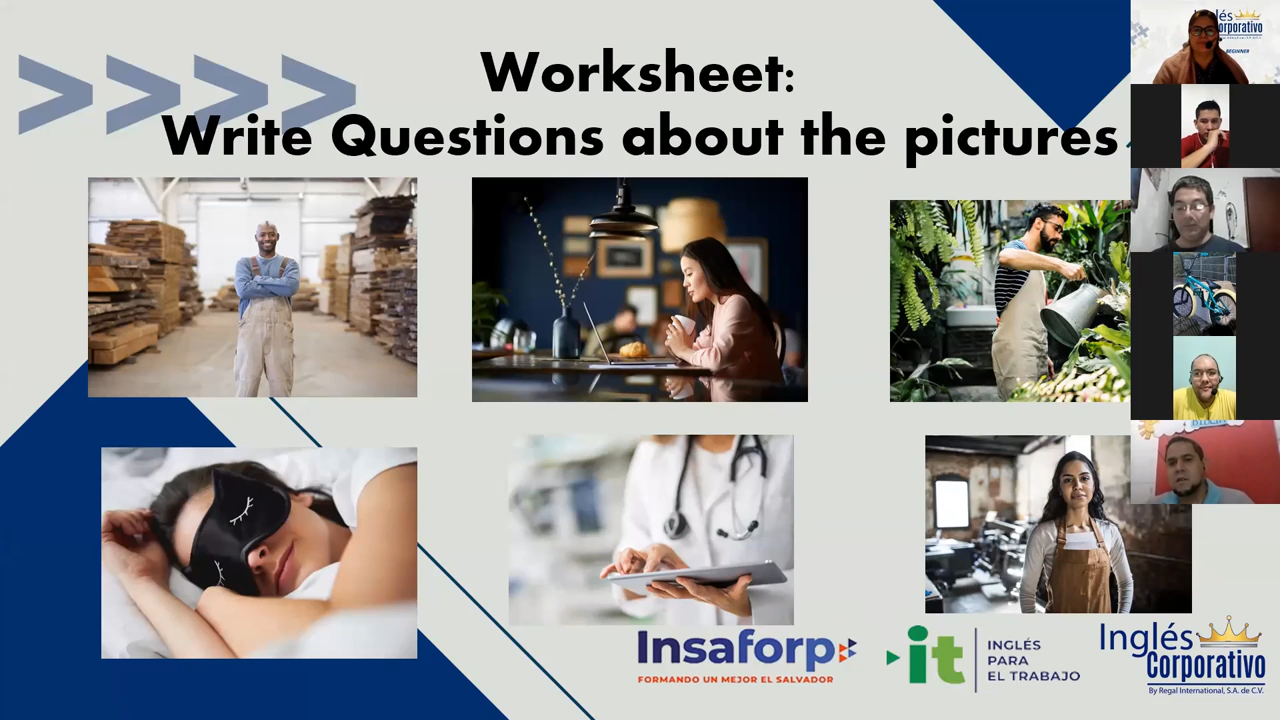 Worksheet:
Write Questions about the pictures
Insaforp
FORMANDO UN MEJOR EL SALVADOR
it
INGLÉS
PARA
EL TRABAJO
Inglés
Corporativo
By Regal International, S.A. de C.V.
BEGINNER